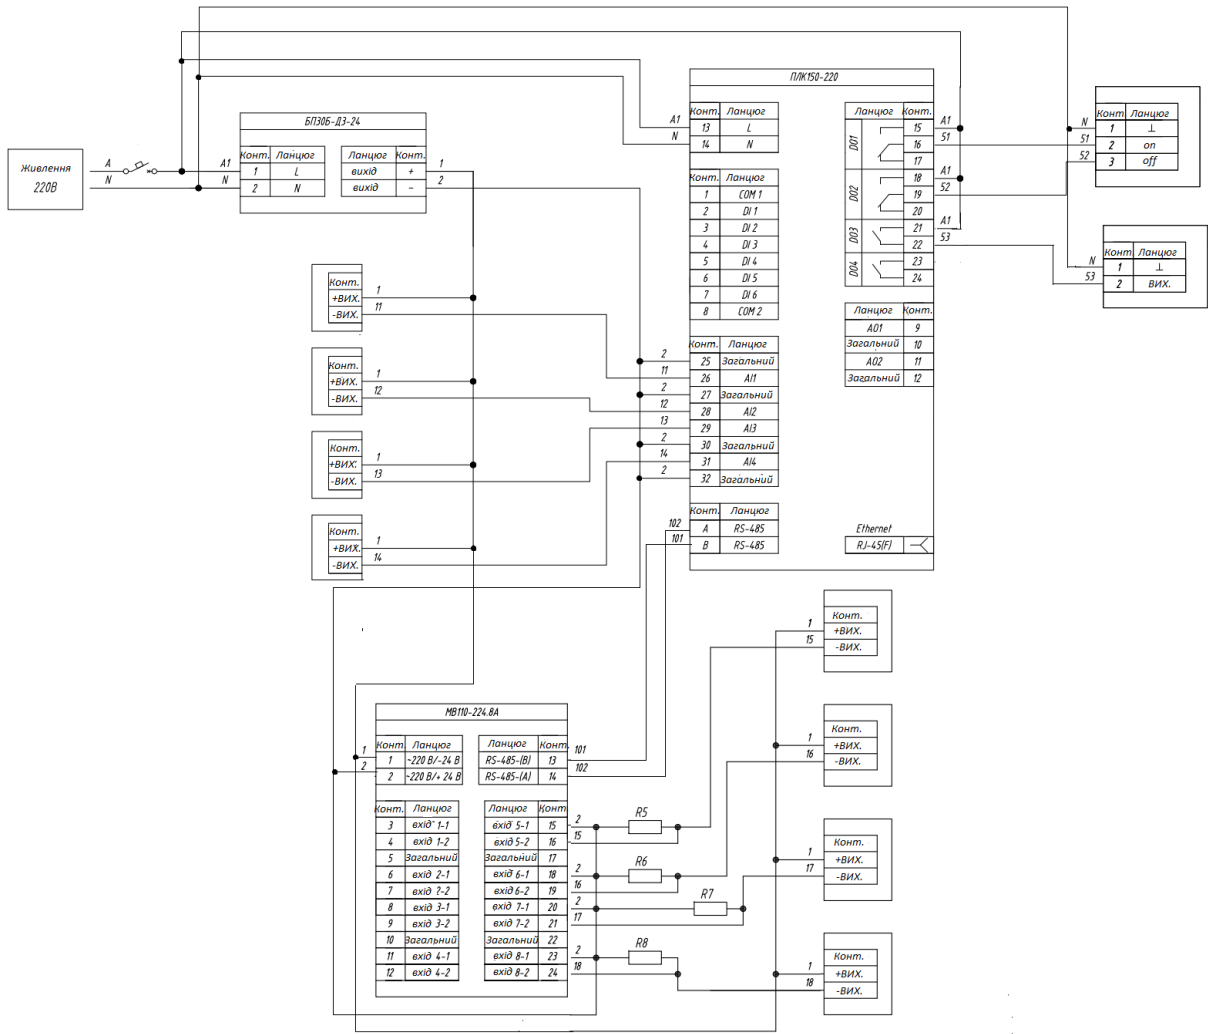 ПЛК150-220
БП30Б-Д3-24
Живлення
220В
A
N
A1
N
Конт. Ланцюг
1 L
2 N
Ланцюг Конт.
вихід +
вихід −
1
2
A1
N
Конт. Ланцюг
13 L
14 N
Конт. Ланцюг
1 COM 1
2 DI 1
3 DI 2
4 DI 3
5 DI 4
6 DI 5
7 DI 6
8 COM 2
Ланцюг Конт.
DO1
15
16
17
DO2
18
19
20
DO3
21
22
DO4
23
24
A1
51
A1
52
A1
53
Ланцюг Конт.
AO1 9
Загальний 10
AO2 11
Загальний 12
N
51
52
Конт. Ланцюг
1 ⊥
2 on
3 off
N
53
Конт Ланцюг
1 ⊥
2 ВИХ.
Конт.
+ВИХ.
-ВИХ.
1
11
Конт.
+ВИХ.
-ВИХ.
1
12
Конт.
+ВИХ.
-ВИХ.
1
13
Конт.
+ВИХ.
-ВИХ.
1
14
2
11
2
12
13
2
14
2
Конт. Ланцюг
25 Загальний
26 AI1
27 Загальний
28 AI2
29 AI3
30 Загальний
31 AI4
32 Загальний
102
101
Конт. Ланцюг
A RS-485
B RS-485
Ethernet
RJ-45(F)
МВ110-224.8А
1
2
Конт. Ланцюг
1 ~220 В/-24 В
2 ~220 В/+ 24 В
Ланцюг Конт.
RS-485-(B) 13
RS-485-(A) 14
101
102
Конт. Ланцюг
3 вхід 1-1
4 вхід 1-2
5 Загальний
6 вхід 2-1
7 вхід ?-2
8 вхід 3-1
9 вхід 3-2
10 Загальний
11 вхід 4-1
12 вхід 4-2
Ланцюг Конт
вхід 5-1 15
вхід 5-2 16
Загальний 17
вхід 6-1 18
вхід 6-2 19
вхід 7-1 20
вхід 7-2 21
Загальний 22
вхід 8-1 23
вхід 8-2 24
2
15
2
16
2
17
2
18
R5
R6
R7
R8
1
15
Конт.
+ВИХ.
-ВИХ.
1
16
Конт.
+ВИХ.
-ВИХ.
1
17
Конт.
+ВИХ.
-ВИХ.
1
18
Конт.
+ВИХ.
-ВИХ.